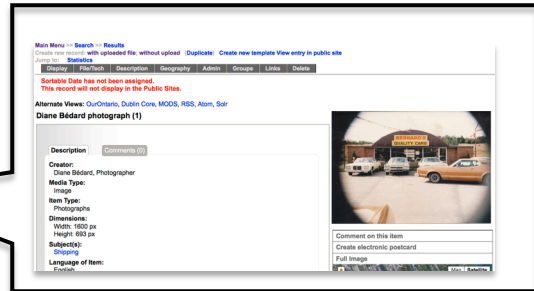 Main Menu >> Search >> Results
Create new record: with uploaded file; without upload (Duplicate) Create new template View entry in public site
Jump to: Statistics
Display File/Tech Description Geography Admin Groups Links Delete
Sortable Date has not been assigned.
This record will not display in the Public Sites.
Alternate Views: OurOntario, Dublin Core, MODS, RSS, Atom, Solr
Diane Bédard photograph (1)
Description Comments (0)
Creator:
Diane Bédard, Photographer
Media Type:
Image
Item Type:
Photographs
Dimensions:
Width: 1600 px
Height: 693 px
Subject(s):
Shipping
Language of Item:
English
QUALITY CARS
Comment on this item
Create electronic postcard
Full Image
Map Satellite